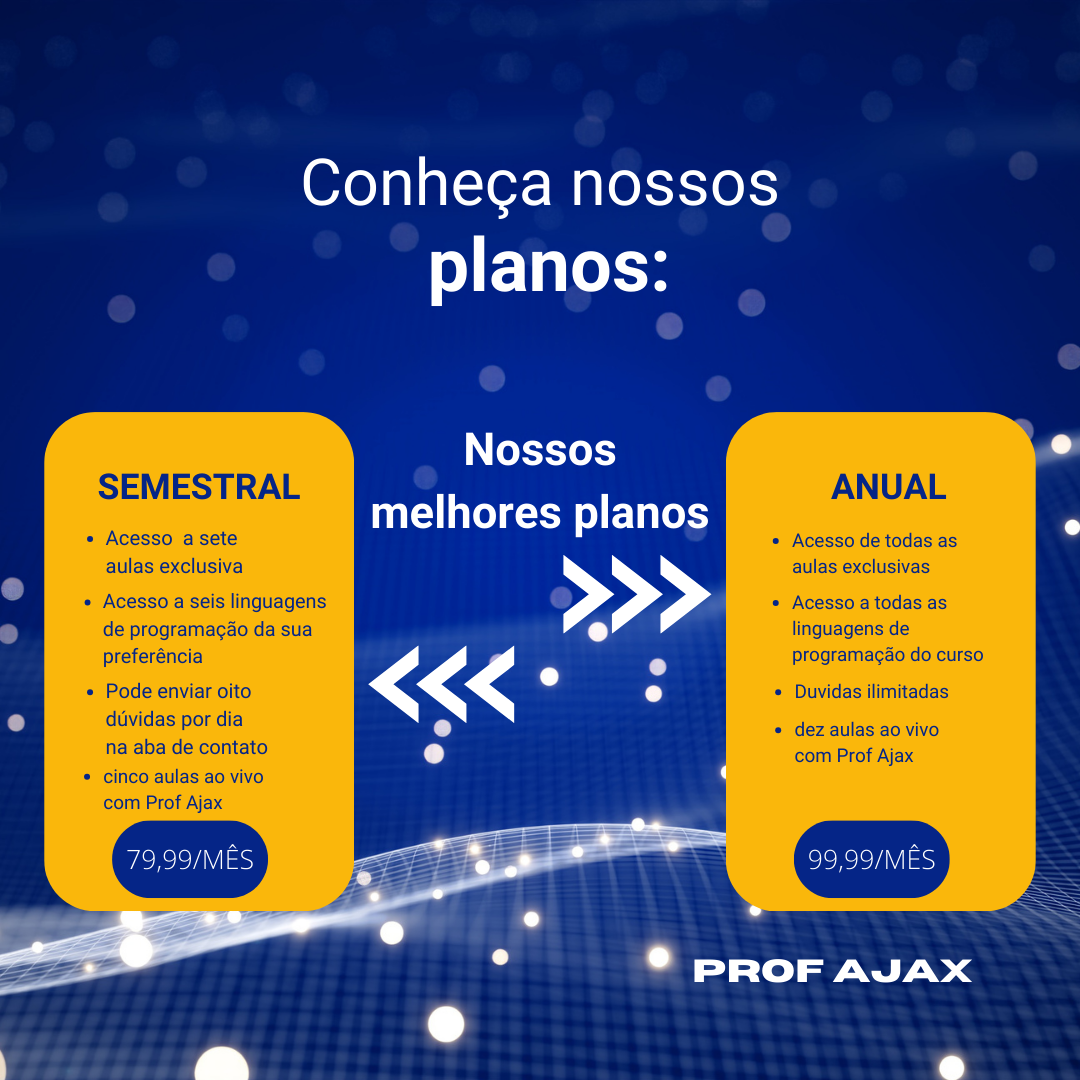 Conheça nossos
planos:
Nossos
melhores planos
SEMESTRAL
• Acesso a sete
aulas exclusiva
• Acesso a seis linguagens
de programação da sua
preferência
• Pode enviar oito
dúvidas por dia
na aba de contato
• cinco aulas ao vivo
com Prof Ajax
79,99/MÊS
ANUAL
• Acesso de todas as
aulas exclusivas
• Acesso a todas as
linguagens de
programação do curso
• Duvidas ilimitadas
• dez aulas ao vivo
com Prof Ajax
99,99/MÊS
PROF AJAX